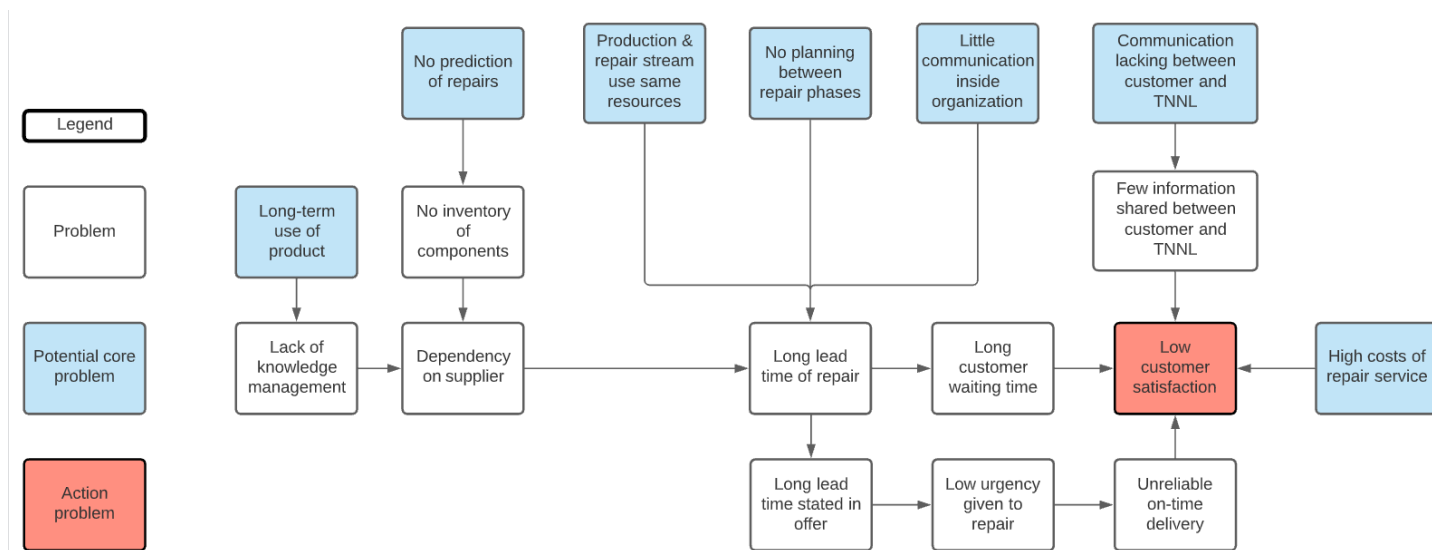 No prediction
of repairs
Production &
repair stream
use same
resources
No planning
between
repair phases
Little
communication
inside
organization
Communication
lacking between
customer and
TNNL
Legend
Problem
Long-term
use of
product
No inventory
of
components
Few information
shared between
customer and
TNNL
Potential core
problem
Lack of
knowledge
management
Dependency
on supplier
Long lead
time of repair
Long
customer
waiting time
Low
customer
satisfaction
High costs of
repair service
Action
problem
Long lead
time stated in
offer
Low urgency
given to
repair
Unreliable
on-time
delivery